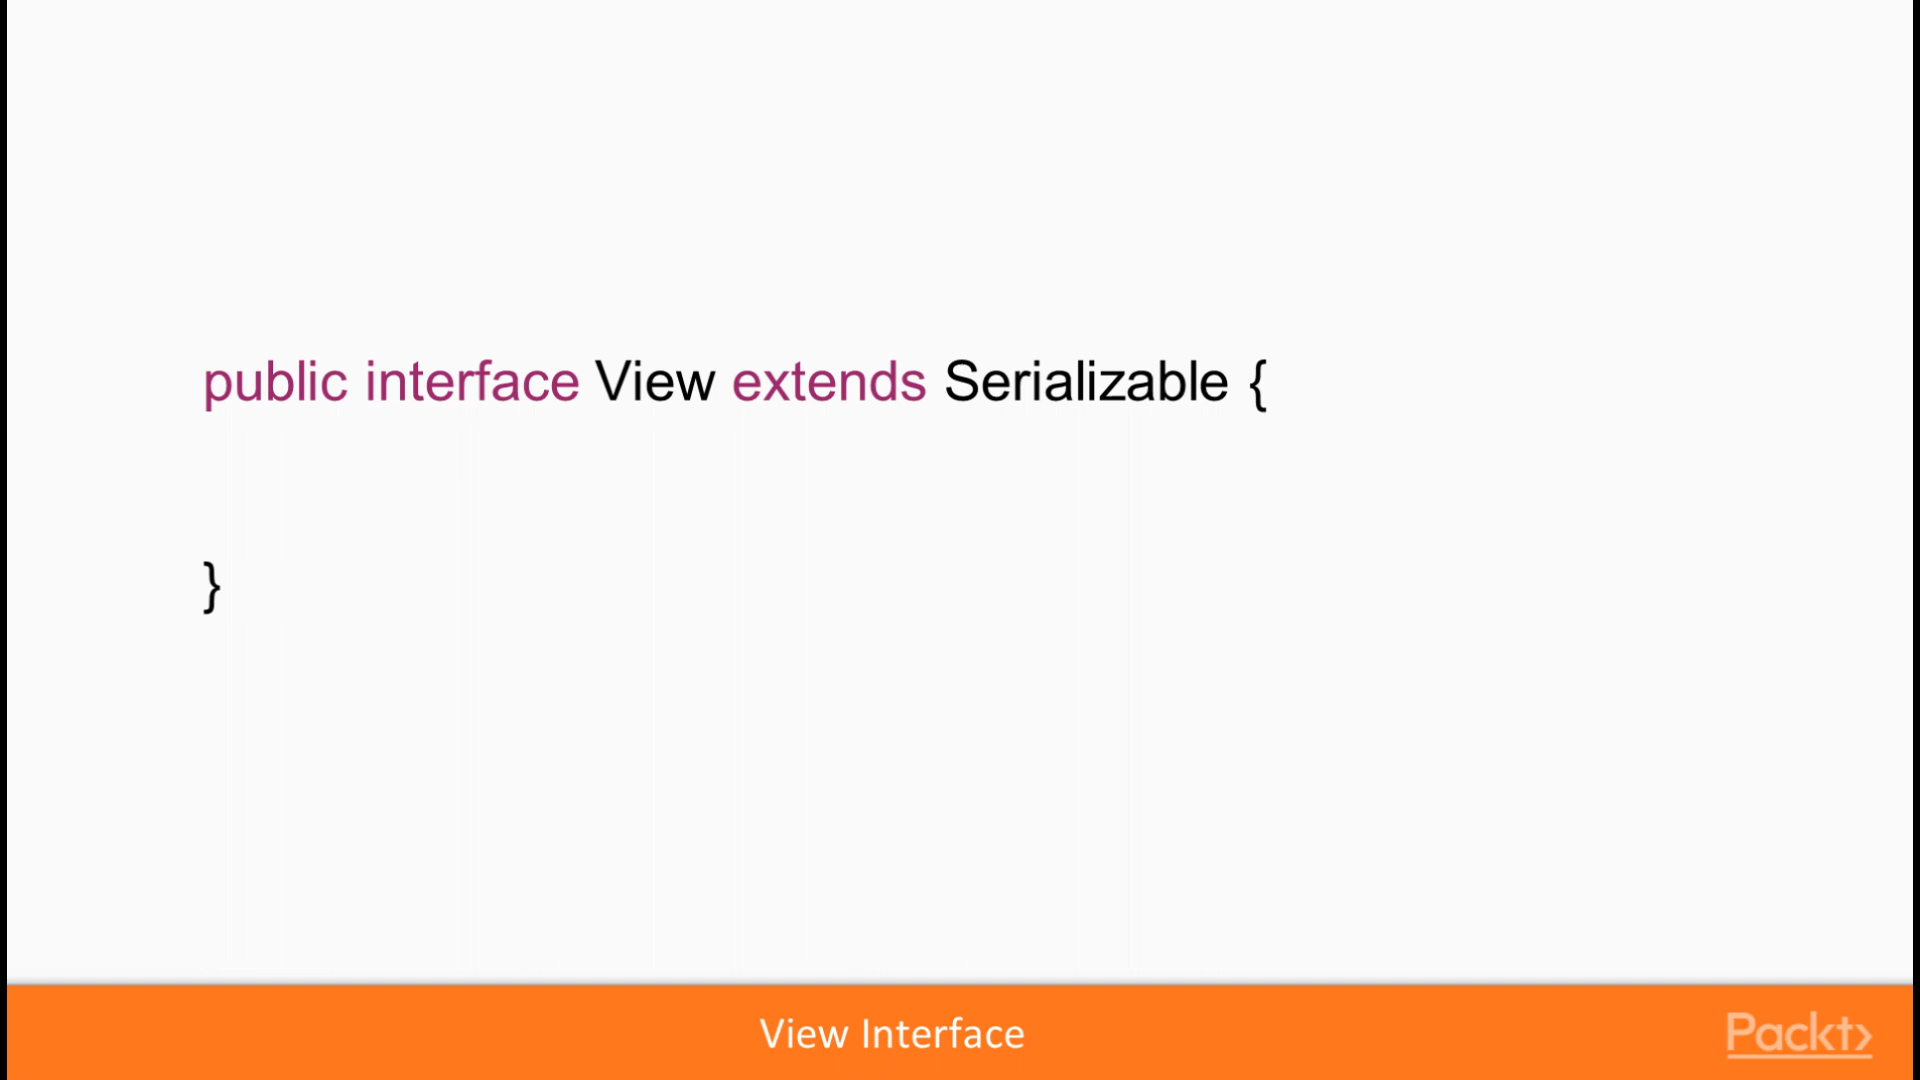 public interface View extends Serializable {
}
View Interface
Packt>